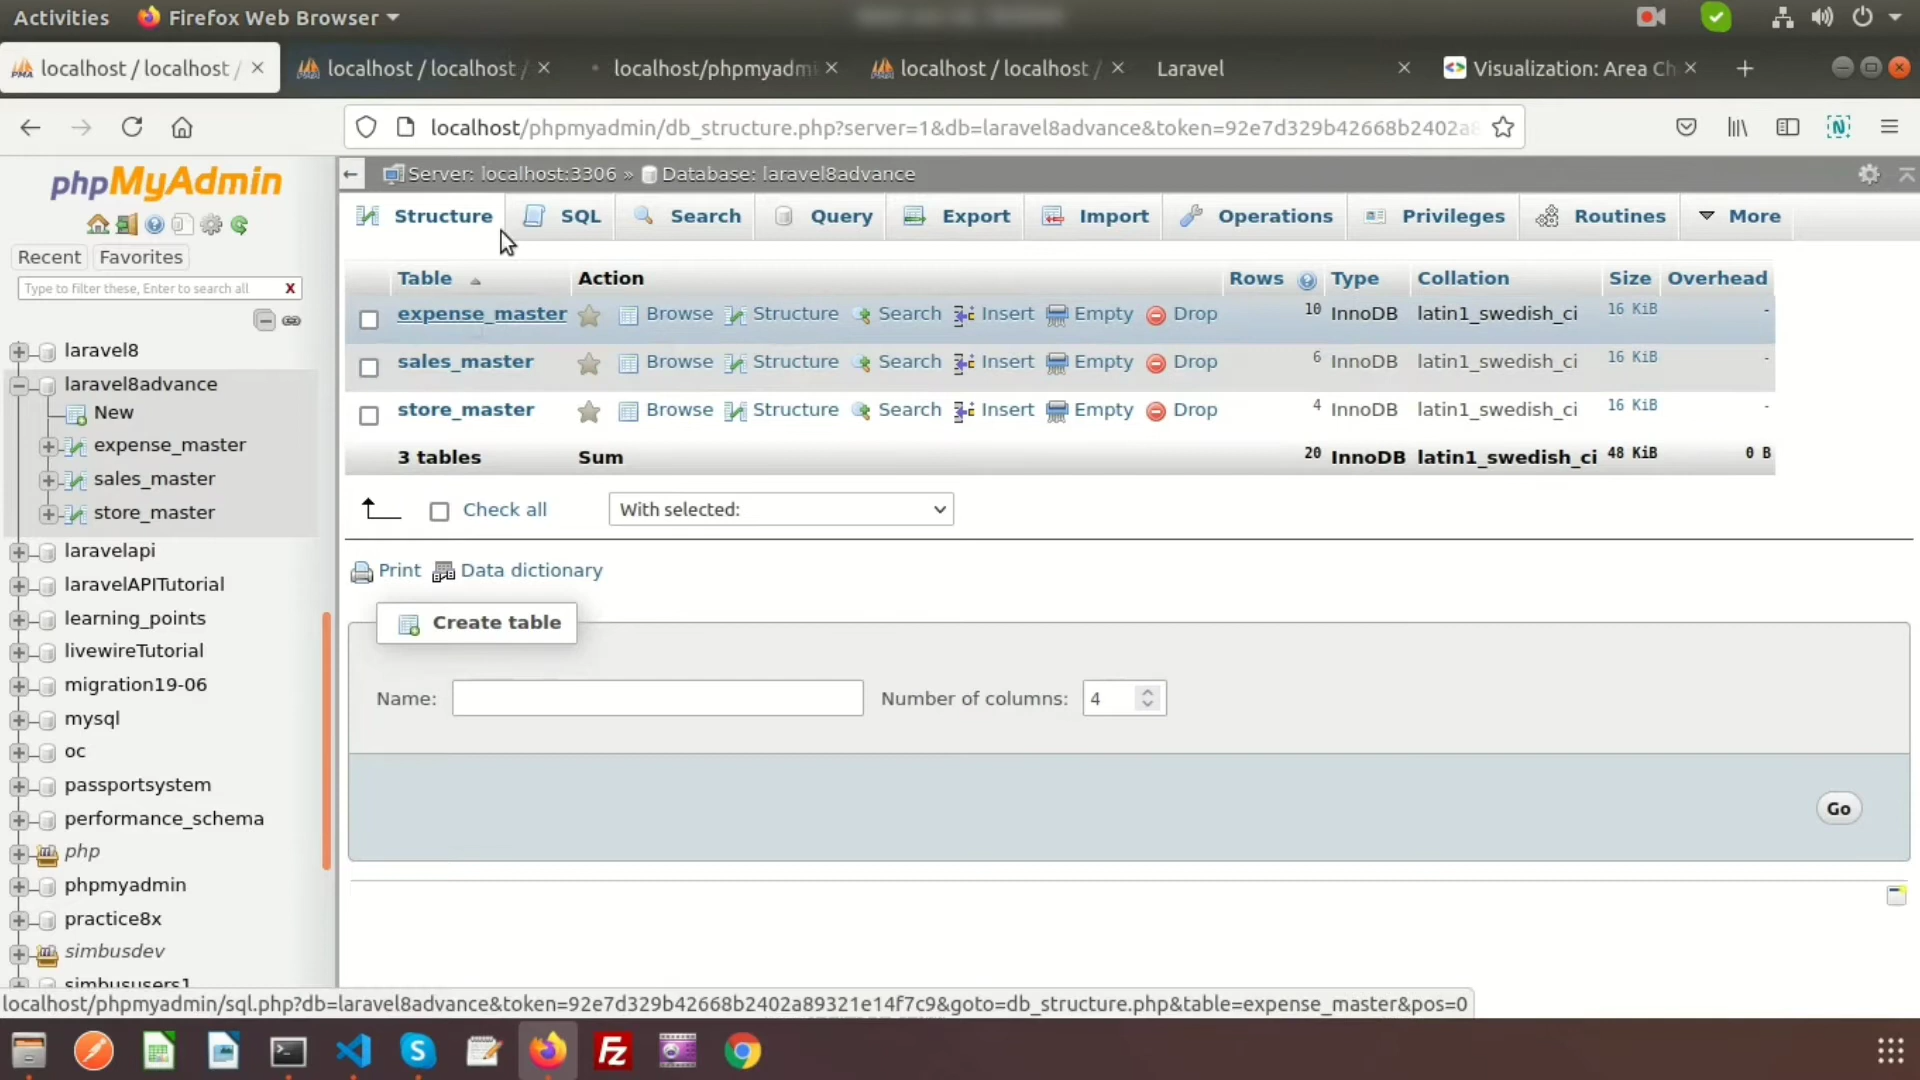 Activities Firefox Web Browser
localhost / localhost / localhost / localhost / localhost/phpmyadmi localhost / localhost / Laravel Visualization: Area Ch
localhost/phpmyadmin/db_structure.php?server=1&db=laravel8advance&token=92e7d329b42668b2402a8
phpMyAdmin
Recent Favorites
Type to filter these, Enter to search all X
laravel8
laravel8advance
New
expense_master
sales_master
store_master
laravelapi
laravelAPITutorial
learning_points
livewireTutorial
migration19-06
mysql
oc
passportsystem
performance_schema
php
phpmyadmin
practice8x
simbusdev
simbususers1
Server: localhost:3306 » Database: laravel8advance
Structure SQL Search Query Export Import Operations Privileges Routines More
Table Action Rows Type Collation Size Overhead
expense_master Browse Structure Search Insert Empty Drop 10 InnoDB latin1_swedish_ci 16 KiB -
sales_master Browse Structure Search Insert Empty Drop 6 InnoDB latin1_swedish_ci 16 KiB -
store_master Browse Structure Search Insert Empty Drop 4 InnoDB latin1_swedish_ci 16 KiB -
3 tables Sum 20 InnoDB latin1_swedish_ci 48 KiB 0 B
Check all With selected:
Print Data dictionary
Create table
Name: Number of columns: 4
Go
localhost/phpmyadmin/sql.php?db=laravel8advance&token=92e7d329b42668b2402a89321e14f7c9&goto=db_structure.php&table=expense_master&pos=0